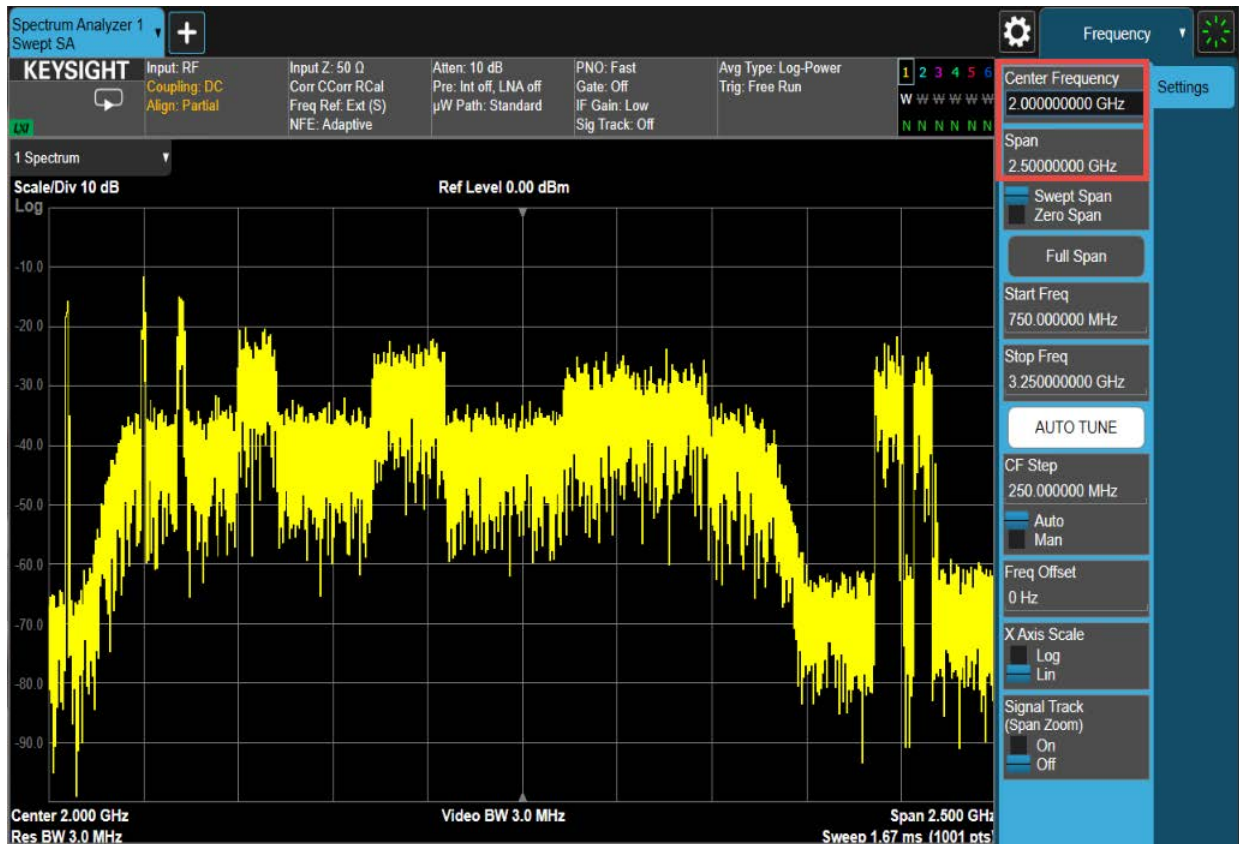 Spectrum Analyzer 1
Swept SA
+
Frequency
KEYSIGHT
LXI
Input: RF
Coupling: DC
Align: Partial
Input Z: 50 Ω
Corr CCorr RCal
Freq Ref: Ext (S)
NFE: Adaptive
Atten: 10 dB
Pre: Int off, LNA off
µW Path: Standard
PNO: Fast
Gate: Off
IF Gain: Low
Sig Track: Off
Avg Type: Log-Power
Trig: Free Run
1 2 3 4 5 6
W W W W W W
N N N N N N
1 Spectrum
Scale/Div 10 dB
Ref Level 0.00 dBm
Log
-10.0
-20.0
-30.0
-40.0
-50.0
-60.0
-70.0
-80.0
-90.0
Center 2.000 GHz
Video BW 3.0 MHz
Span 2.500 GHz
Res BW 3.0 MHz
Sweep 1.67 ms (1001 pts)
Center Frequency
2.000000000 GHz
Span
2.50000000 GHz
Swept Span
Zero Span
Full Span
Start Freq
750.000000 MHz
Stop Freq
3.250000000 GHz
AUTO TUNE
CF Step
250.000000 MHz
Auto
Man
Freq Offset
0 Hz
X Axis Scale
Log
Lin
Signal Track
(Span Zoom)
On
Off
Settings